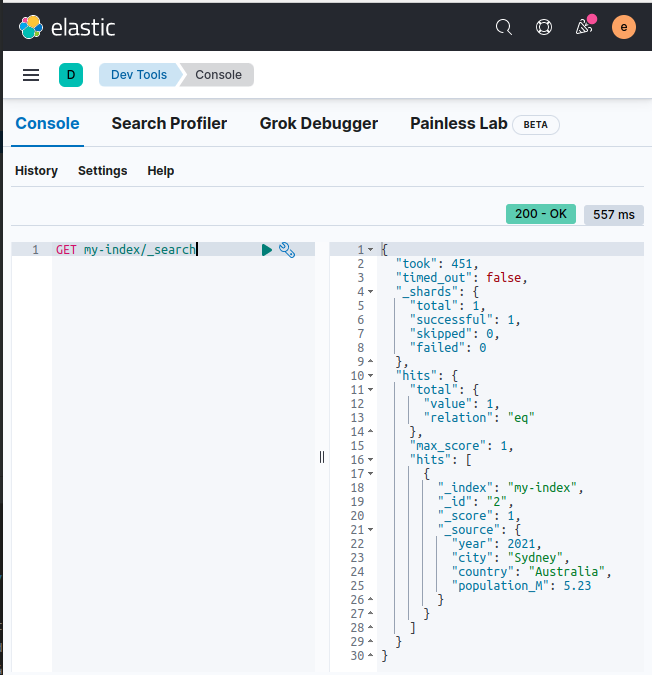 elastic
e
D Dev Tools Console
Console Search Profiler Grok Debugger Painless Lab BETA
History Settings Help
200 - OK 557 ms
1 GET my-index/_search
1 {
2 "took": 451,
3 "timed_out": false,
4 "_shards": {
5 "total": 1,
6 "successful": 1,
7 "skipped": 0,
8 "failed": 0
9 },
10 "hits": {
11 "total": {
12 "value": 1,
13 "relation": "eq"
14 },
15 "max_score": 1,
16 "hits": [
17 {
18 "_index": "my-index",
19 "_id": "2",
20 "_score": 1,
21 "_source": {
22 "year": 2021,
23 "city": "Sydney",
24 "country": "Australia",
25 "population_M": 5.23
26 }
27 }
28 ]
29 }
30 }